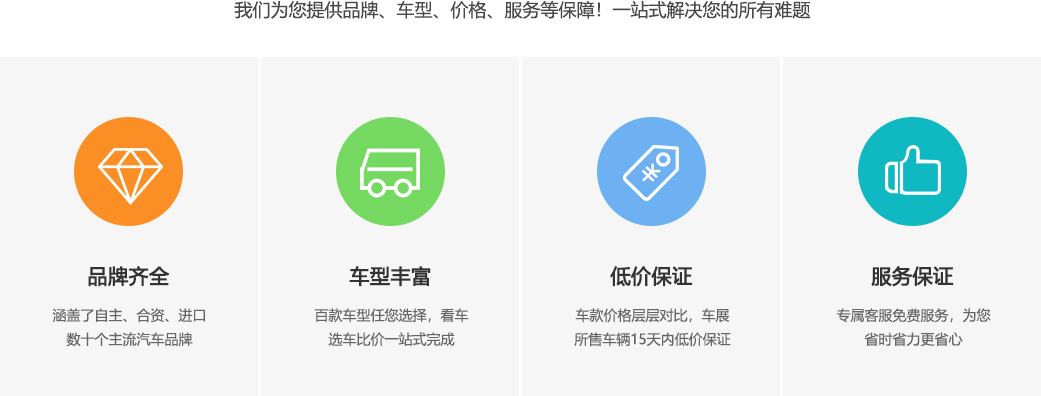 我们为您提供品牌、车型、价格、服务等保障！一站式解决您的所有难题
品牌齐全
涵盖了自主、合资、进口
数十个主流汽车品牌
车型丰富
百款车型任您选择，看车
选车比价一站式完成
低价保证
车款价格层层对比，车展
所售车辆15天内低价保证
服务保证
专属客服免费服务，为您
省时省力更省心